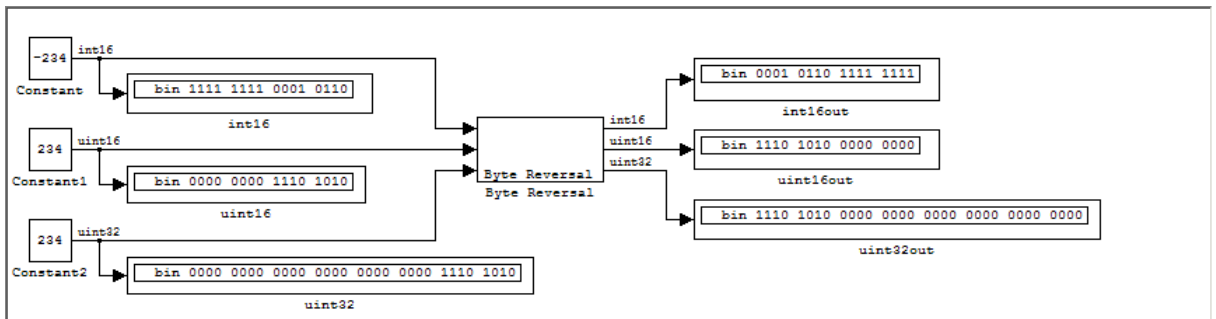 -234
int16
Constant
bin 1111 1111 0001 0110
int16
234
uint16
Constant1
bin 0000 0000 1110 1010
uint16
234
uint32
Constant2
bin 0000 0000 0000 0000 0000 0000 1110 1010
uint32
Byte Reversal
Byte Reversal
int16
uint16
uint32
bin 0001 0110 1111 1111
int16out
bin 1110 1010 0000 0000
uint16out
bin 1110 1010 0000 0000 0000 0000 0000 0000
uint32out